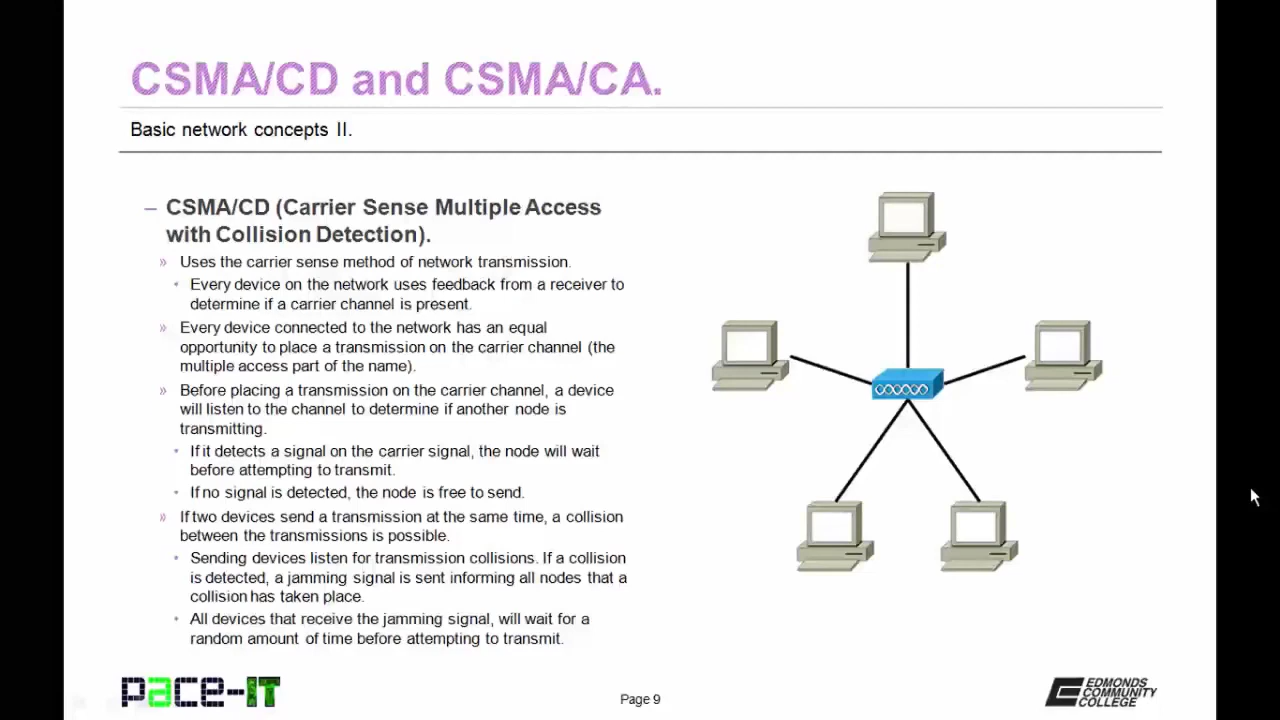 CSMA/CD and CSMA/CA.
Basic network concepts II.
– CSMA/CD (Carrier Sense Multiple Access
with Collision Detection).
» Uses the carrier sense method of network transmission.
• Every device on the network uses feedback from a receiver to
determine if a carrier channel is present.
» Every device connected to the network has an equal
opportunity to place a transmission on the carrier channel (the
multiple access part of the name).
» Before placing a transmission on the carrier channel, a device
will listen to the channel to determine if another node is
transmitting.
• If it detects a signal on the carrier signal, the node will wait
before attempting to transmit.
• If no signal is detected, the node is free to send.
» If two devices send a transmission at the same time, a collision
between the transmissions is possible.
• Sending devices listen for transmission collisions. If a collision
is detected, a jamming signal is sent informing all nodes that a
collision has taken place.
• All devices that receive the jamming signal, will wait for a
random amount of time before attempting to transmit.
pace-IT
Page 9
EDMONDS
COMMUNITY
COLLEGE